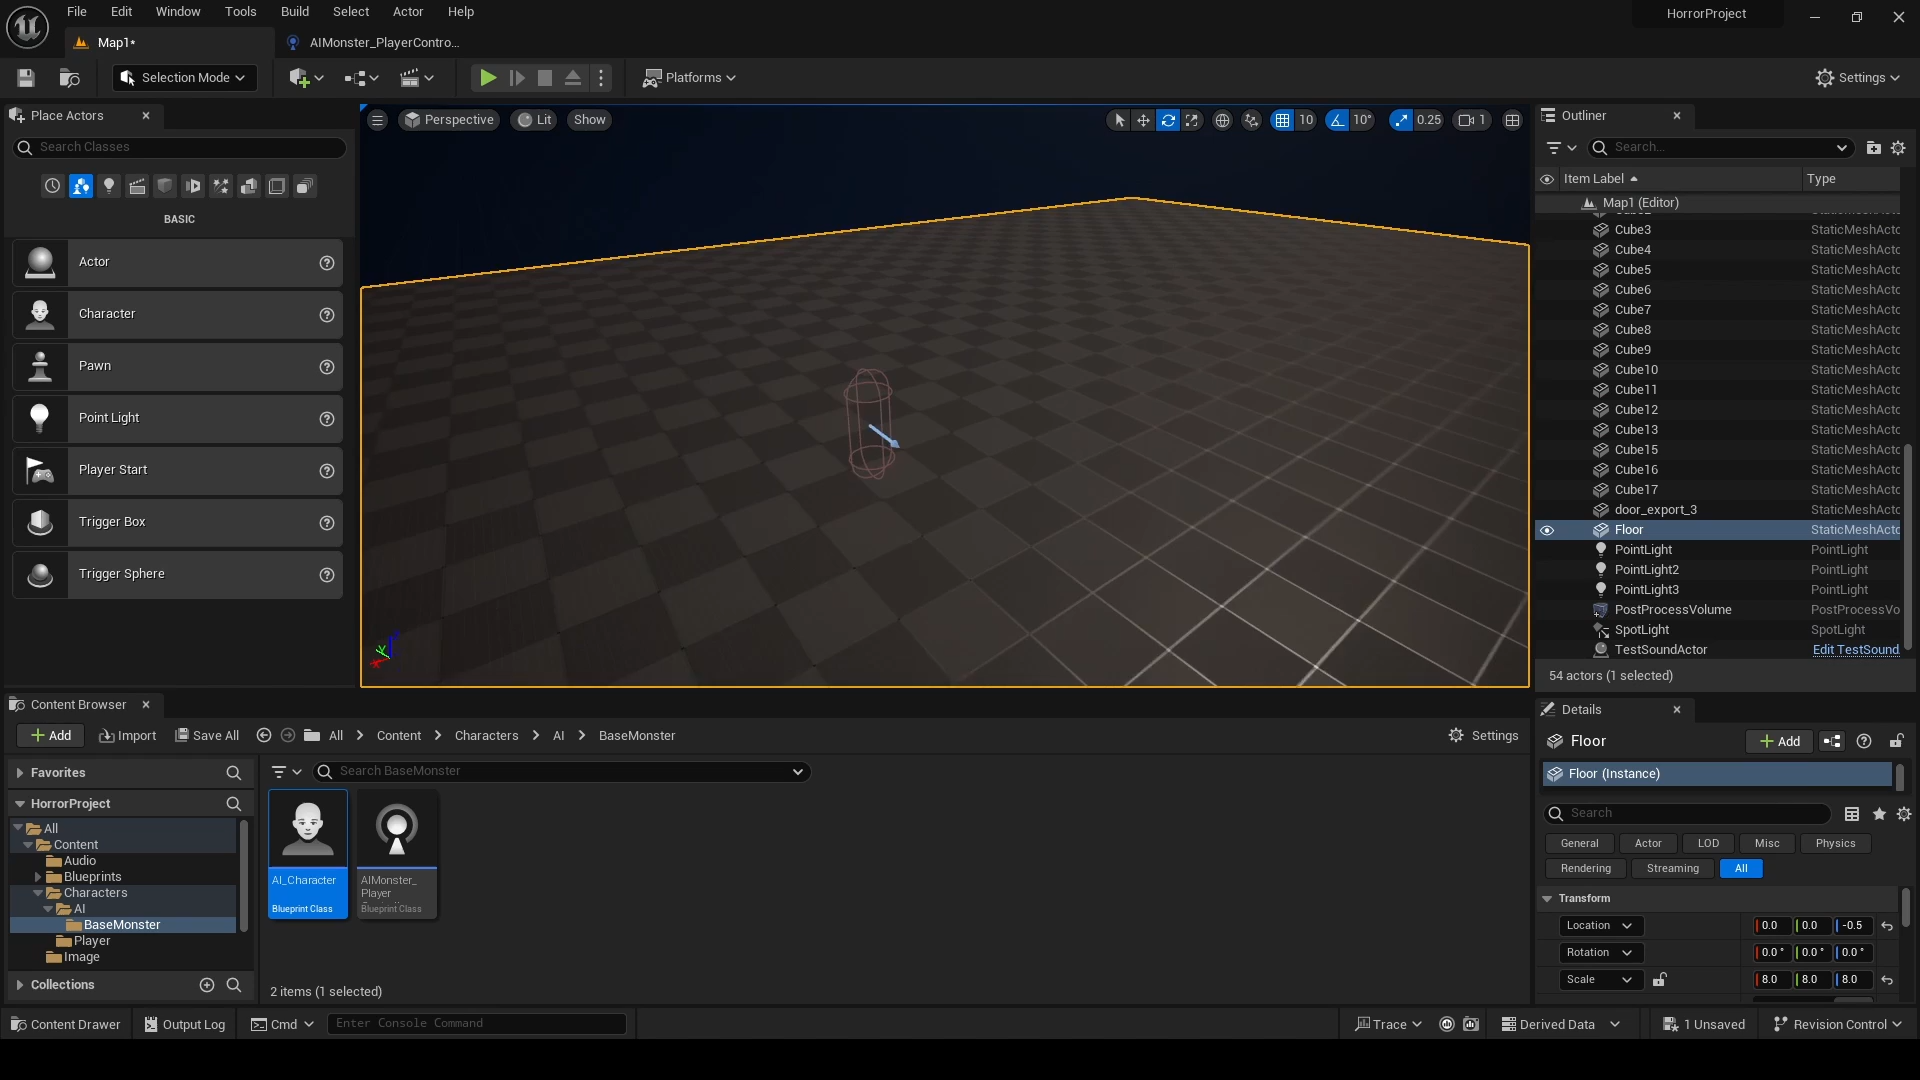 File Edit Window Tools Build Select Actor Help
HorrorProject
Map1*
AIMonster_PlayerContro...
Selection Mode
Platforms
Settings
Place Actors
Search Classes
BASIC
Actor
Character
Pawn
Point Light
Player Start
Trigger Box
Trigger Sphere
Perspective Lit Show
10 10° 0.25 1
Outliner
Search...
Item Label Type
Map1 (Editor)
Cube3 StaticMeshActo
Cube4 StaticMeshActo
Cube5 StaticMeshActo
Cube6 StaticMeshActo
Cube7 StaticMeshActo
Cube8 StaticMeshActo
Cube9 StaticMeshActo
Cube10 StaticMeshActo
Cube11 StaticMeshActo
Cube12 StaticMeshActo
Cube13 StaticMeshActo
Cube15 StaticMeshActo
Cube16 StaticMeshActo
Cube17 StaticMeshActo
door_export_3 StaticMeshActo
Floor StaticMeshActo
PointLight PointLight
PointLight2 PointLight
PointLight3 PointLight
PostProcessVolume PostProcessVo
SpotLight SpotLight
TestSoundActor Edit TestSound
54 actors (1 selected)
Content Browser
Add Import Save All All Content Characters AI BaseMonster
Settings
Favorites
HorrorProject
All
Content
Audio
Blueprints
Characters
AI
BaseMonster
Player
Image
Collections
Search BaseMonster
AI_Character
Blueprint Class
AIMonster_
Player
Blueprint Class
2 items (1 selected)
Details
Floor
Add
Floor (Instance)
Search
General Actor LOD Misc Physics
Rendering Streaming All
Transform
Location 0.0 0.0 -0.5
Rotation 0.0 ° 0.0 ° 0.0 °
Scale 8.0 8.0 8.0
Content Drawer Output Log Cmd Enter Console Command
Trace Derived Data 1 Unsaved Revision Control